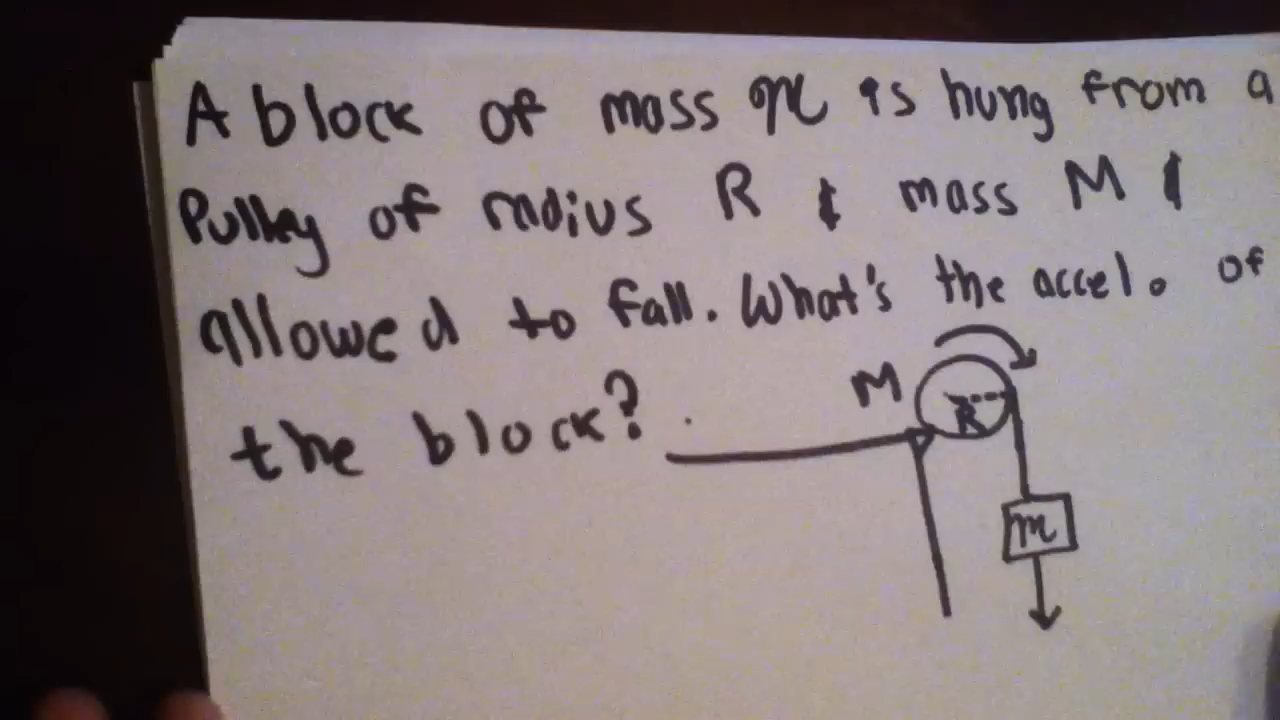 A block of mass m is hung from a
Pulley of radius R & mass M &
allowed to fall. What's the accel. of
the block?
M
R
m